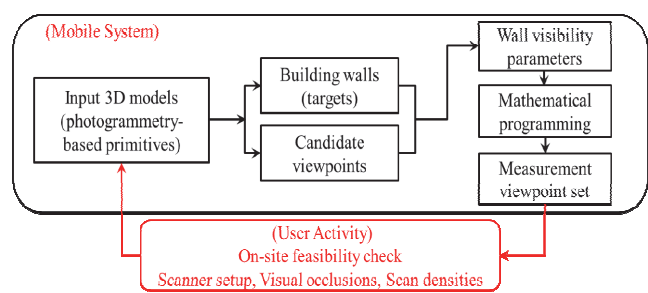 (Mobile System)
Input 3D models
(photogrammetry-
based primitives)
Building walls
(targets)
Candidate
viewpoints
Wall visibility
parameters
Mathematical
programming
Measurement
viewpoint set
(User Activity)
On-site feasibility check
Scanner setup, Visual occlusions, Scan densities